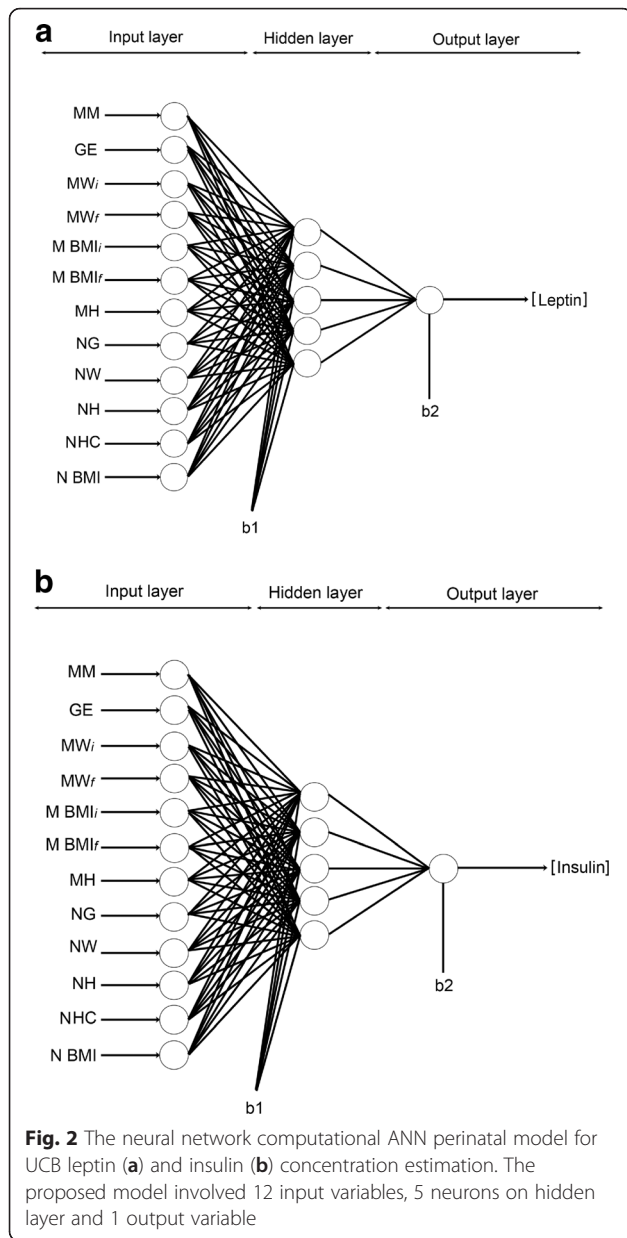 a
Input layer Hidden layer Output layer
MM
GE
MWi
MWf
M BMIi
M BMIf
MH
NG
NW
NH
NHC
N BMI
[Leptin]
b2
b1
b
Input layer Hidden layer Output layer
MM
GE
MWi
MWf
M BMIi
M BMIf
MH
NG
NW
NH
NHC
N BMI
[Insulin]
b2
b1
Fig. 2 The neural network computational ANN perinatal model for
UCB leptin (a) and insulin (b) concentration estimation. The
proposed model involved 12 input variables, 5 neurons on hidden
layer and 1 output variable